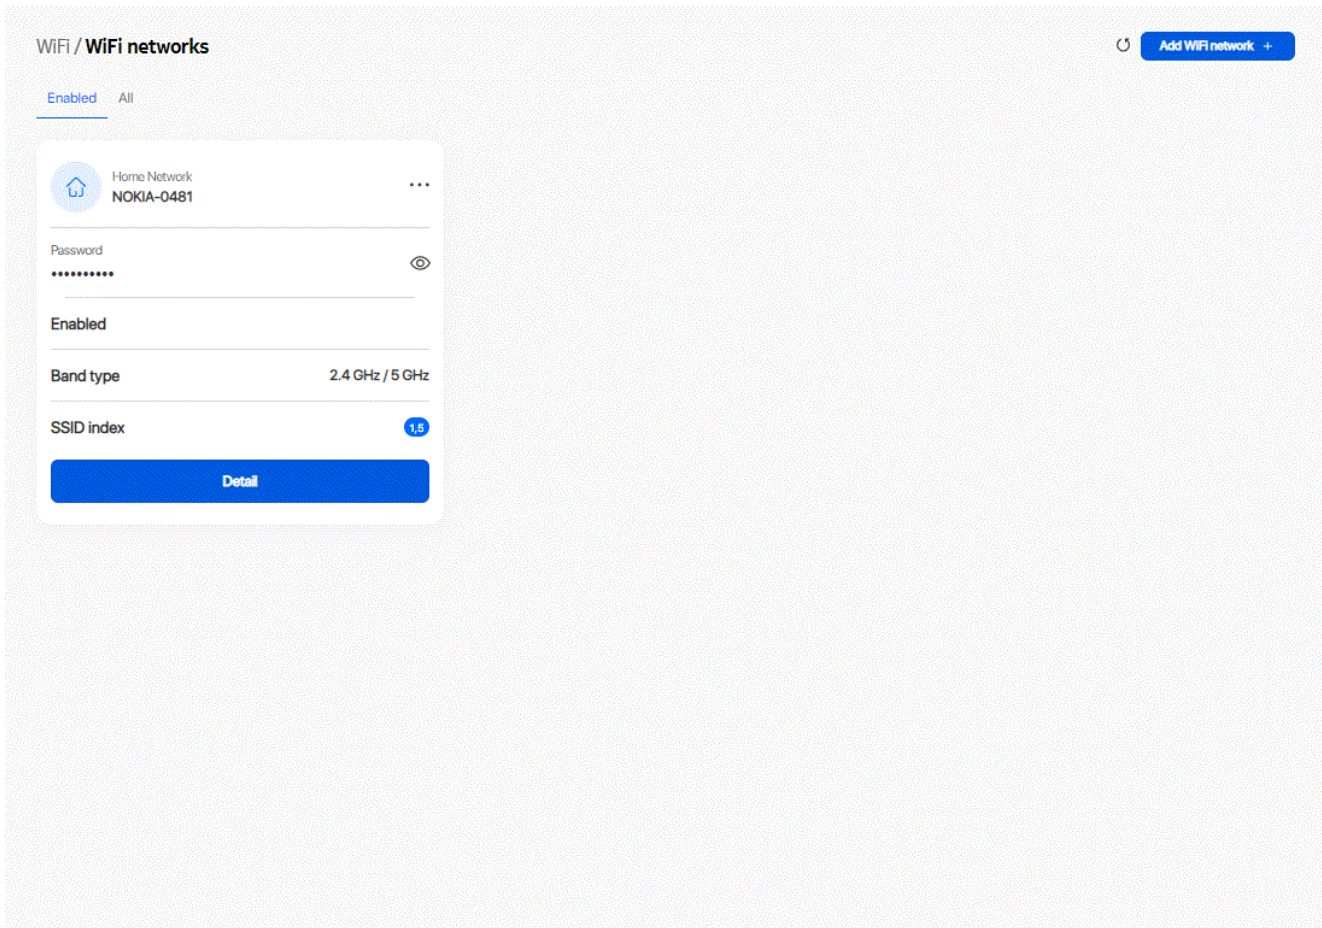 WiFi / WiFi networks
Add WiFi network +
Enabled All
Home Network
NOKIA-0481
Password
••••••••••
Enabled
Band type 2.4 GHz / 5 GHz
SSID index 1,5
Detail